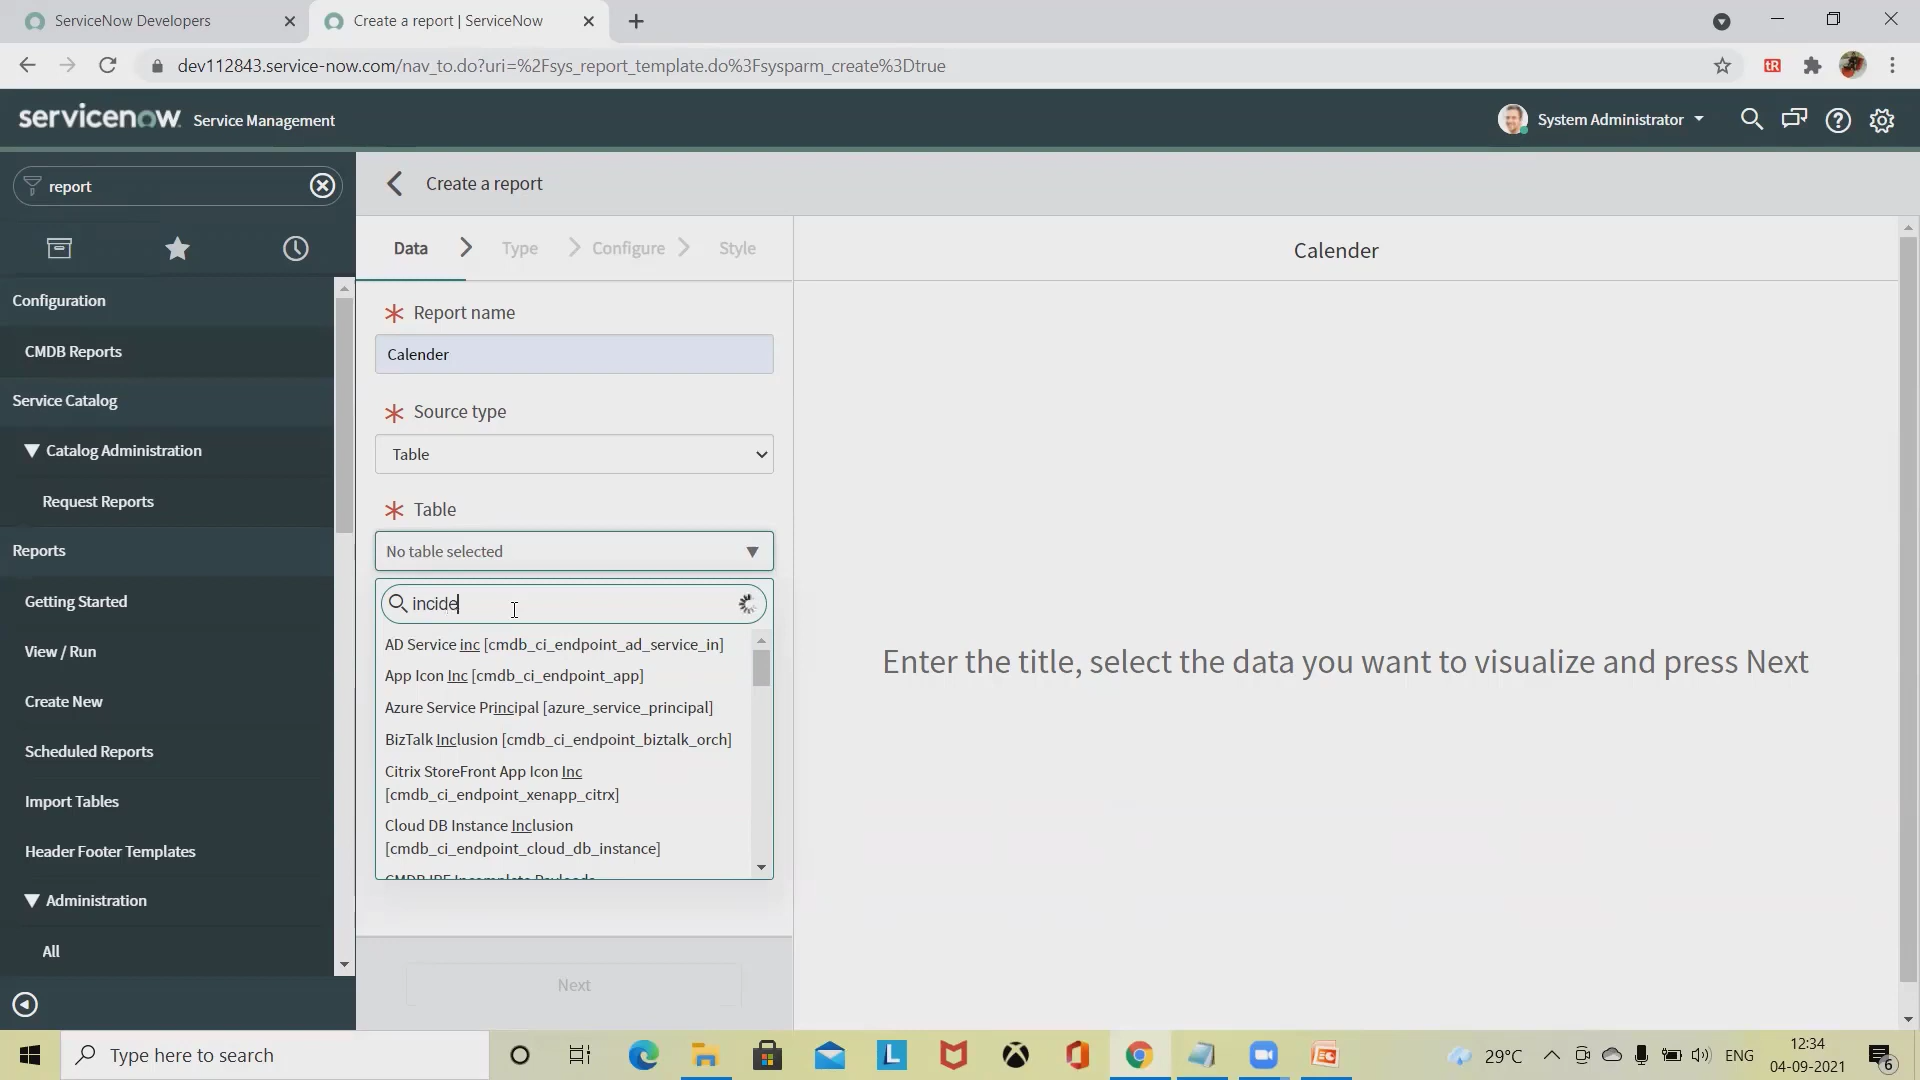 ServiceNow Developers
Create a report | ServiceNow
dev112843.service-now.com/nav_to.do?uri=%2Fsys_report_template.do%3Fsysparm_create%3Dtrue
servicenow Service Management
System Administrator
report
Configuration
CMDB Reports
Service Catalog
Catalog Administration
Request Reports
Reports
Getting Started
View / Run
Create New
Scheduled Reports
Import Tables
Header Footer Templates
Administration
All
Create a report
Data
Type
Configure
Style
Report name
Calender
Source type
Table
Table
No table selected
incide
AD Service inc [cmdb_ci_endpoint_ad_service_in]
App Icon Inc [cmdb_ci_endpoint_app]
Azure Service Principal [azure_service_principal]
BizTalk Inclusion [cmdb_ci_endpoint_biztalk_orch]
Citrix StoreFront App Icon Inc
[cmdb_ci_endpoint_xenapp_citrx]
Cloud DB Instance Inclusion
[cmdb_ci_endpoint_cloud_db_instance]
CMDB IRE Incomplete Payloads
Next
Calender
Enter the title, select the data you want to visualize and press Next
Type here to search
29°C
ENG
12:34
04-09-2021
6